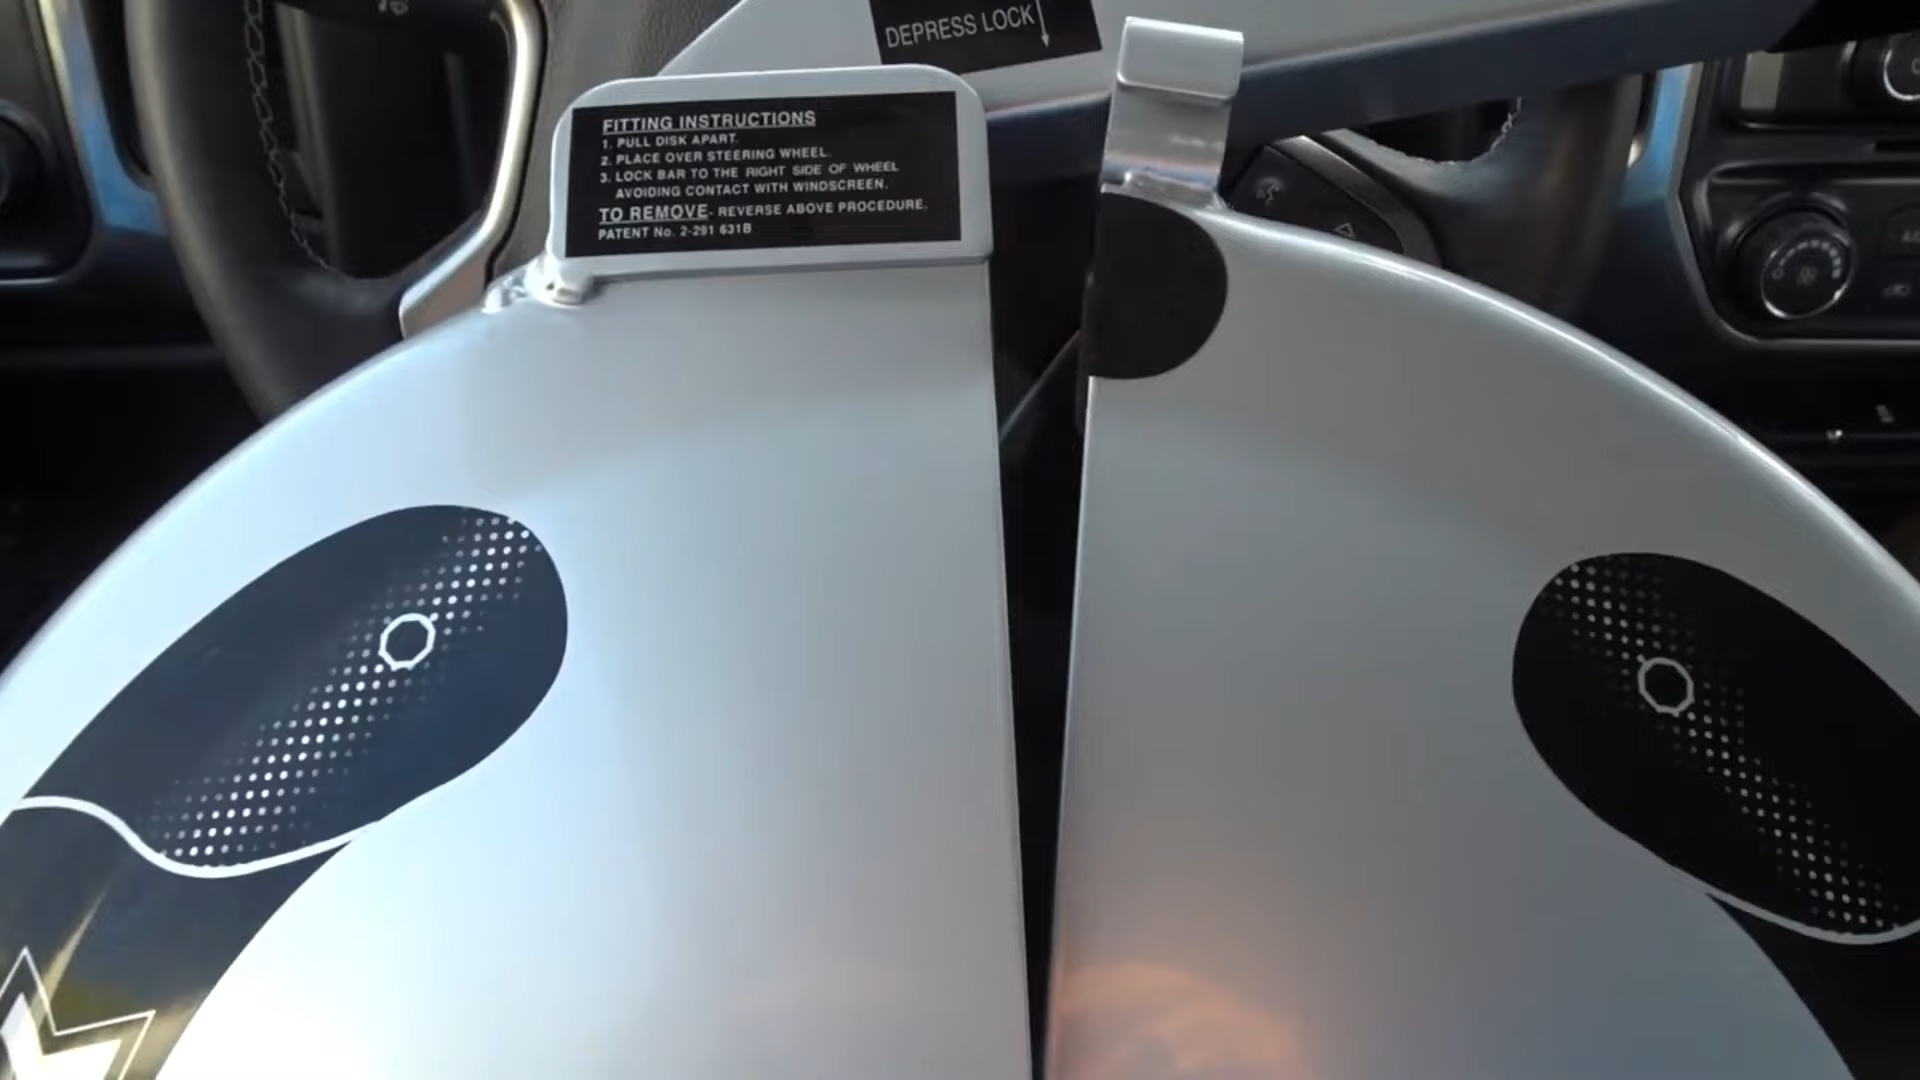 DEPRESS LOCK
FITTING INSTRUCTIONS
1. PULL DISK APART.
2. PLACE OVER STEERING WHEEL.
3. LOCK BAR TO THE RIGHT SIDE OF WHEEL
AVOIDING CONTACT WITH WINDSCREEN.
TO REMOVE- REVERSE ABOVE PROCEDURE.
PATENT No. 2-291 631B